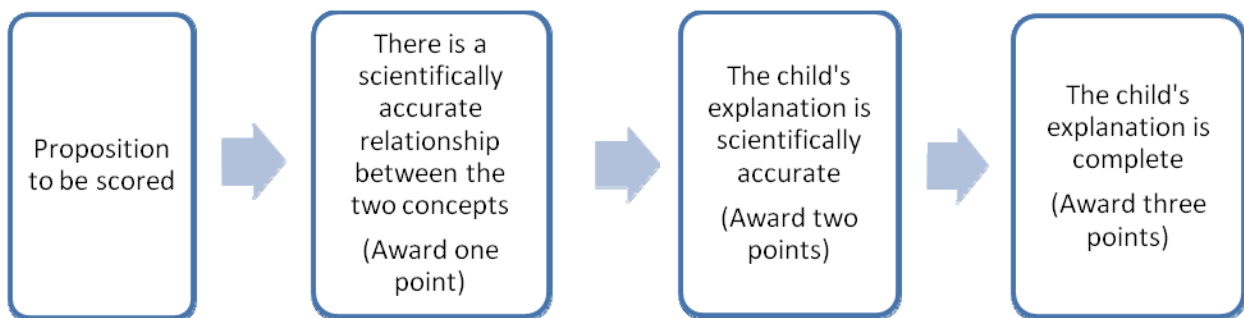 Proposition
to be scored
There is a
scientifically
accurate
relationship
between the
two concepts
(Award one
point)
The child's
explanation is
scientifically
accurate
(Award two
points)
The child's
explanation is
complete
(Award three
points)